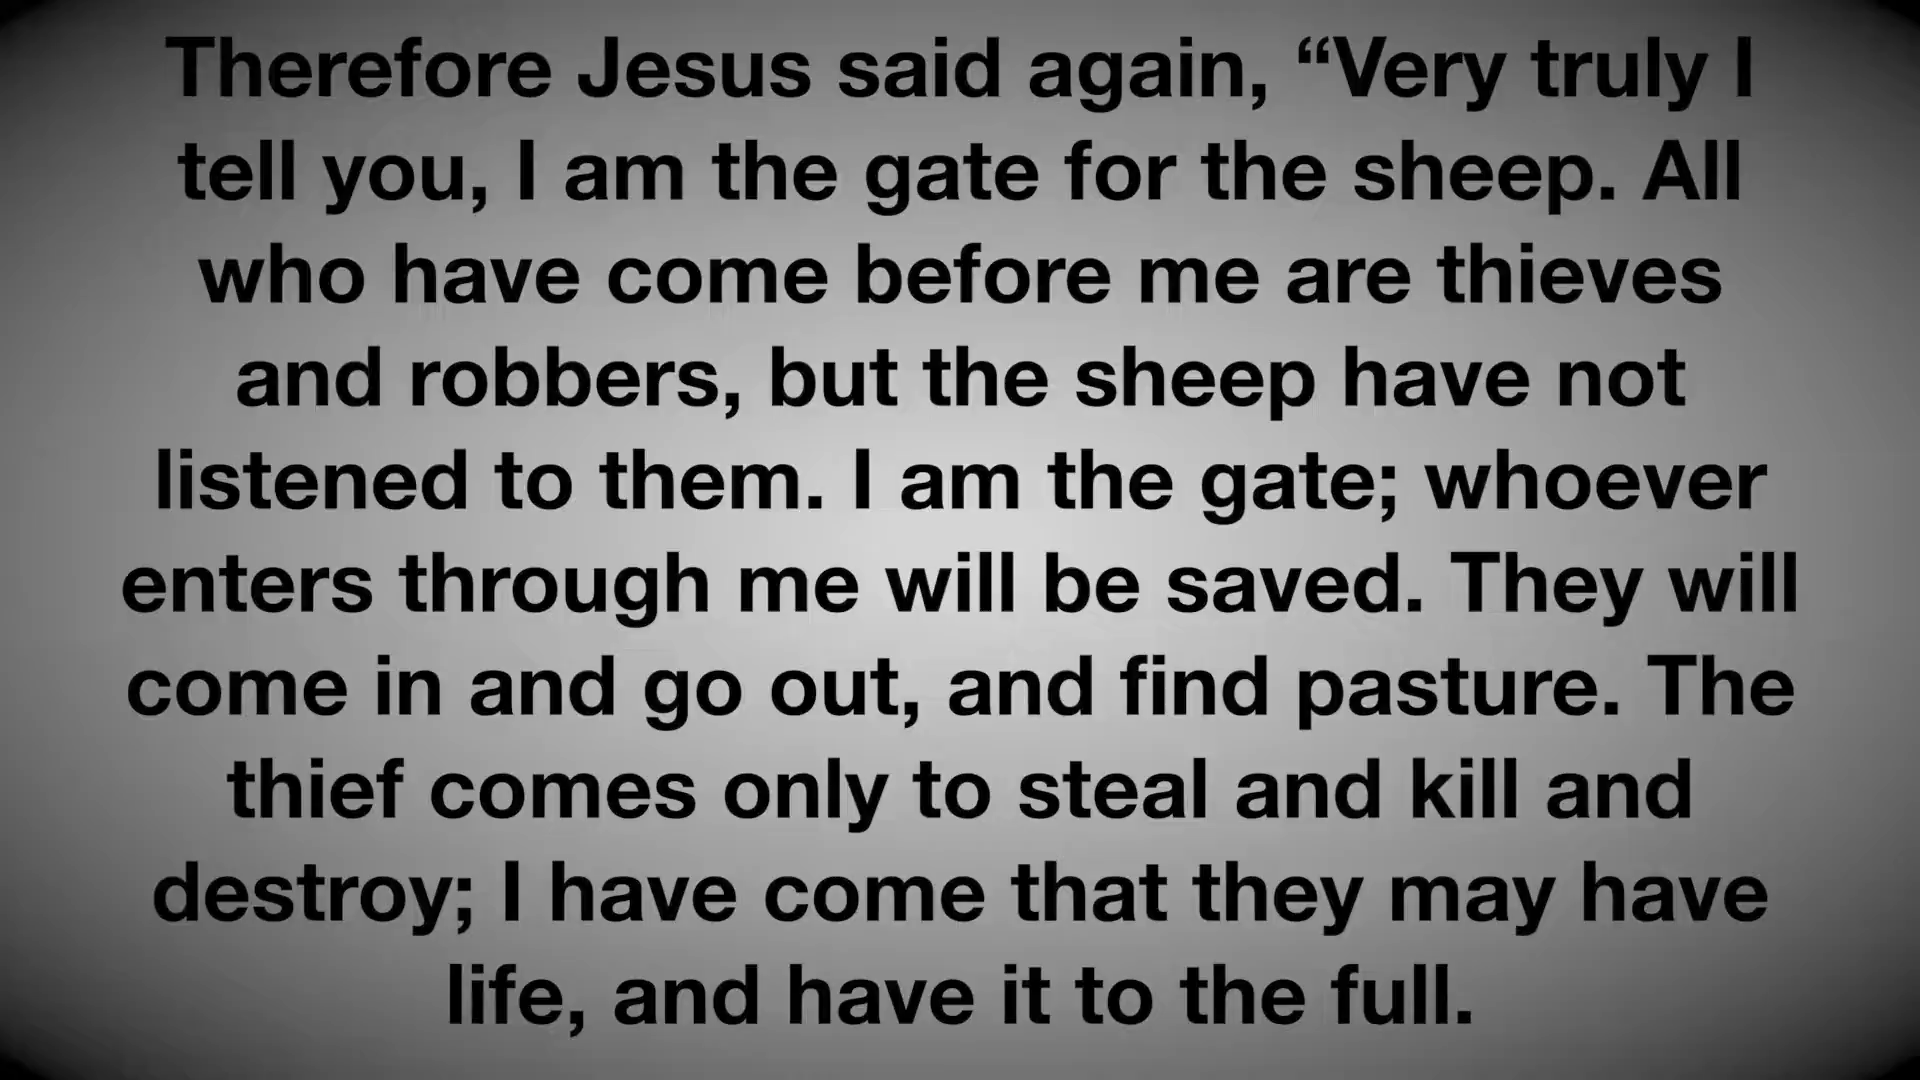 Therefore Jesus said again, “Very truly I
tell you, I am the gate for the sheep. All
who have come before me are thieves
and robbers, but the sheep have not
listened to them. I am the gate; whoever
enters through me will be saved. They will
come in and go out, and find pasture. The
thief comes only to steal and kill and
destroy; I have come that they may have
life, and have it to the full.